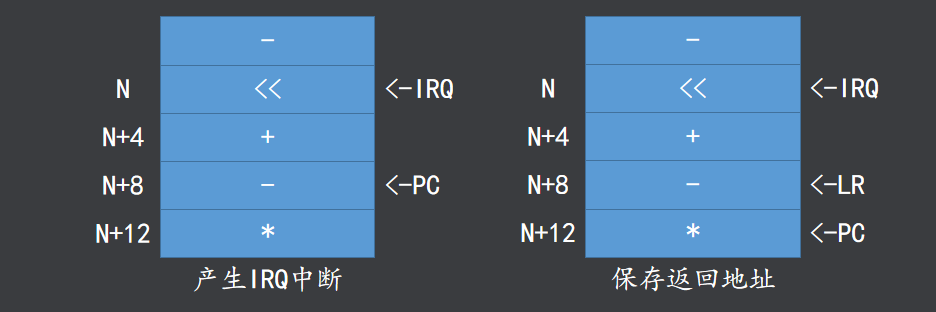 -
N << <-IRQ
N+4 +
N+8 - <-PC
N+12 *
产生IRQ中断
-
N << <-IRQ
N+4 +
N+8 - <-LR
N+12 * <-PC
保存返回地址